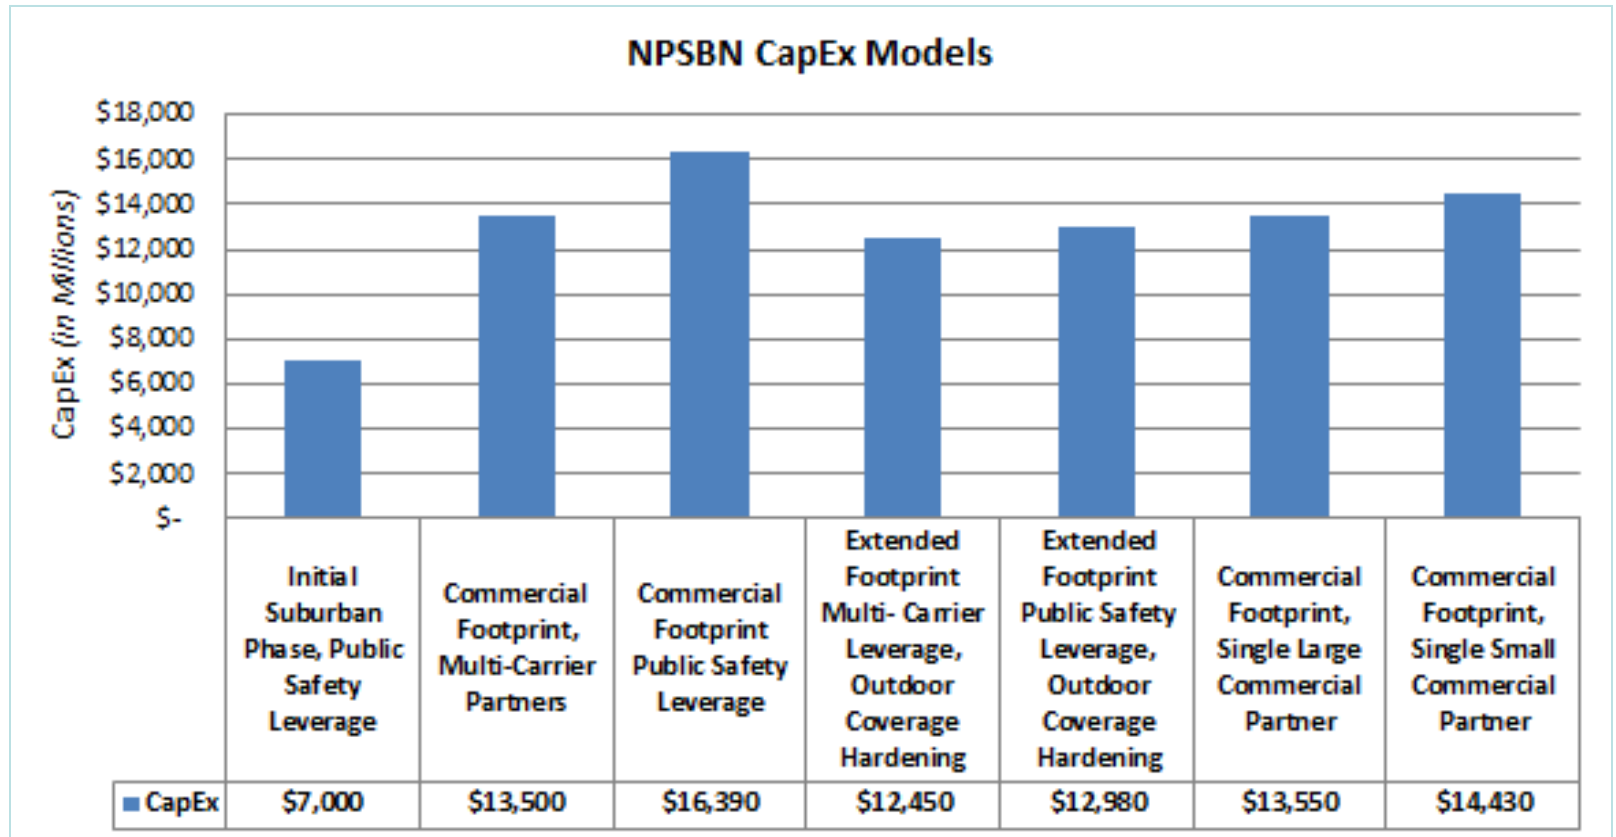 NPSBN CapEx Models
CapEx (in Millions)
$18,000
$16,000
$14,000
$12,000
$10,000
$8,000
$6,000
$4,000
$2,000
$-
Initial
Suburban
Phase, Public
Safety
Leverage
Commercial
Footprint,
Multi-Carrier
Partners
Commercial
Footprint
Public Safety
Leverage
Extended
Footprint
Multi- Carrier
Leverage,
Outdoor
Coverage
Hardening
Extended
Footprint
Public Safety
Leverage,
Outdoor
Coverage
Hardening
Commercial
Footprint,
Single Large
Commercial
Partner
Commercial
Footprint,
Single Small
Commercial
Partner
CapEx $7,000 $13,500 $16,390 $12,450 $12,980 $13,550 $14,430